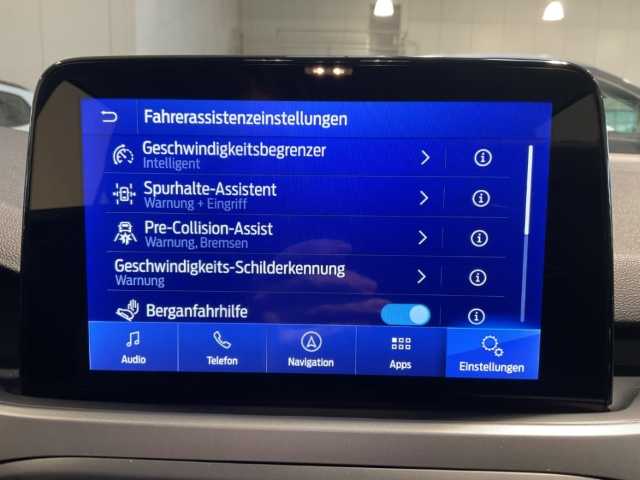 Fahrerassistenzeinstellungen
Geschwindigkeitsbegrenzer
Intelligent
Spurhalte-Assistent
Warnung + Eingriff
Pre-Collision-Assist
Warnung, Bremsen
Geschwindigkeits-Schilderkennung
Warnung
Berganfahrhilfe
Audio
Telefon
Navigation
Apps
Einstellungen